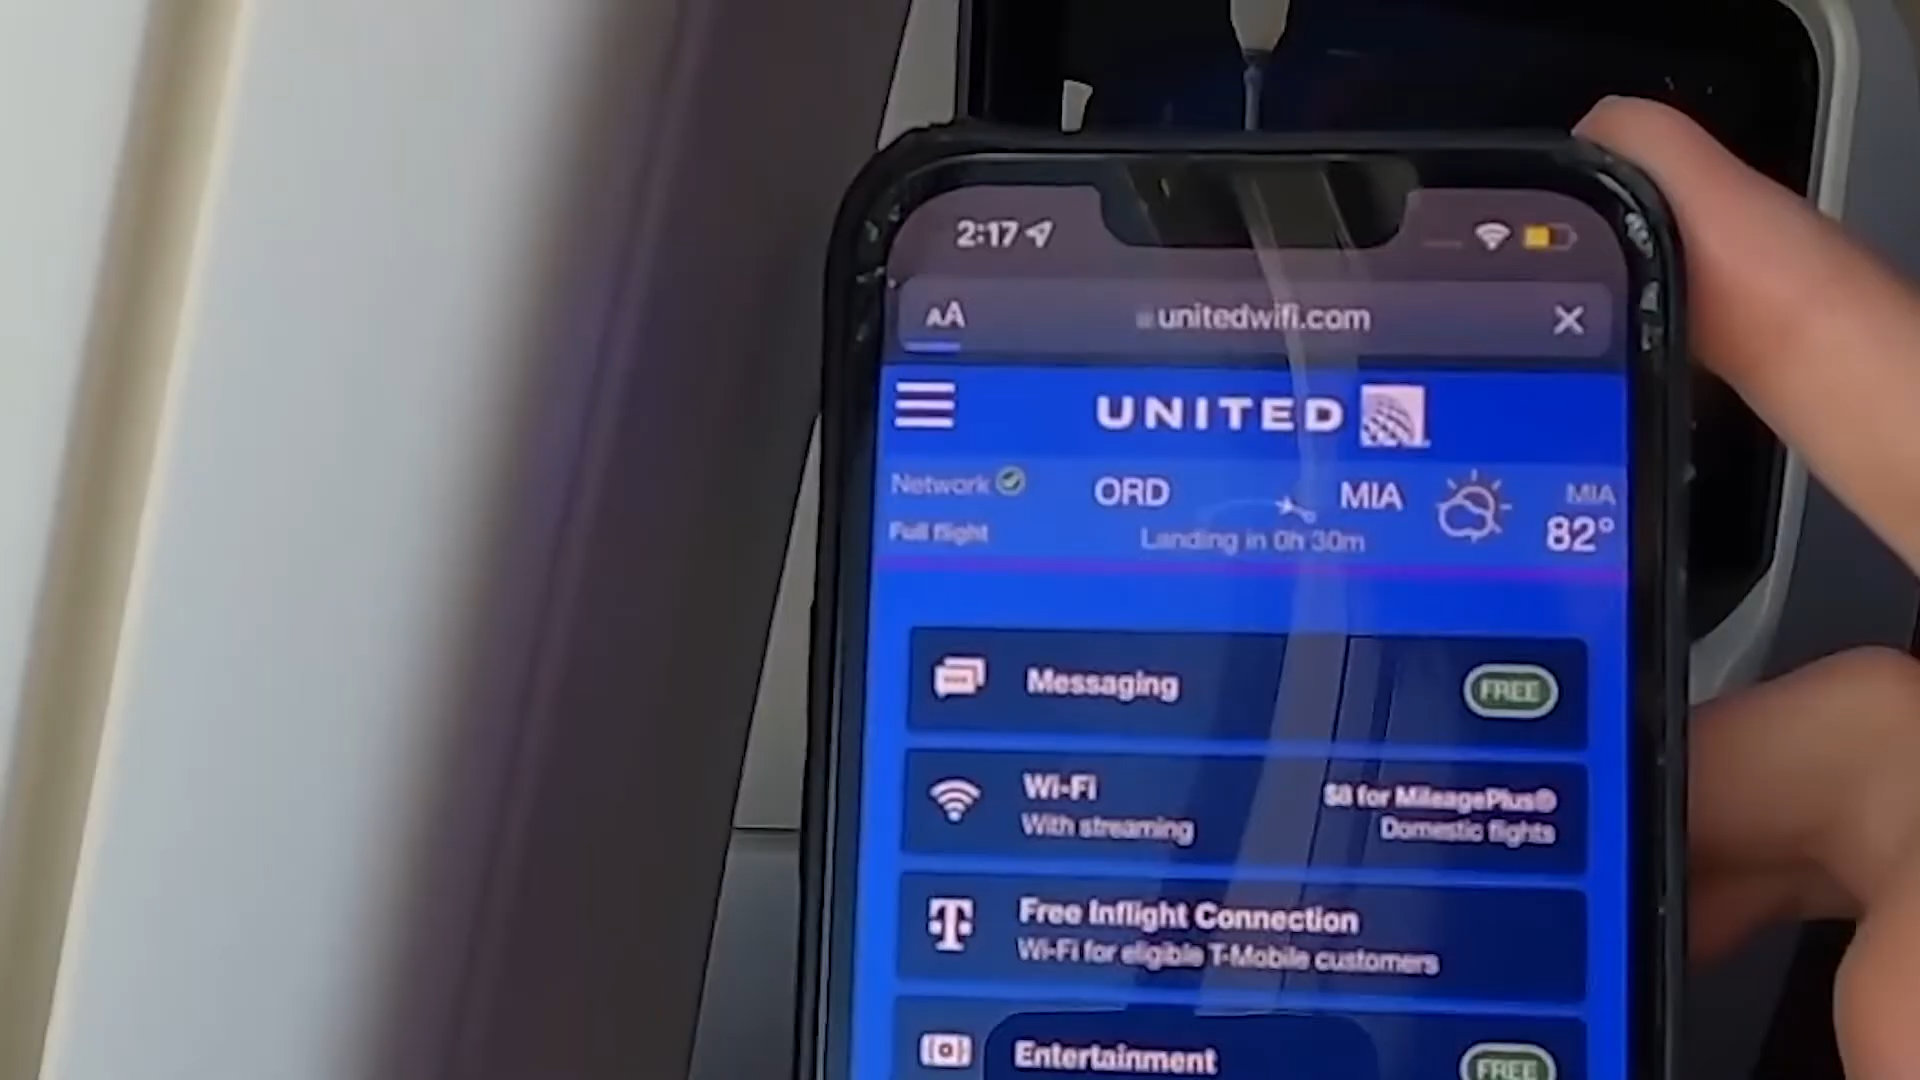 2:17
AA unitedwifi.com
UNITED
Network ORD MIA MIA
Full flight Landing in 0h 30m 82°
Messaging FREE
Wi-Fi $8 for MileagePlus®
With streaming Domestic flights
T Free Inflight Connection
Wi-Fi for eligible T-Mobile customers
Entertainment FREE